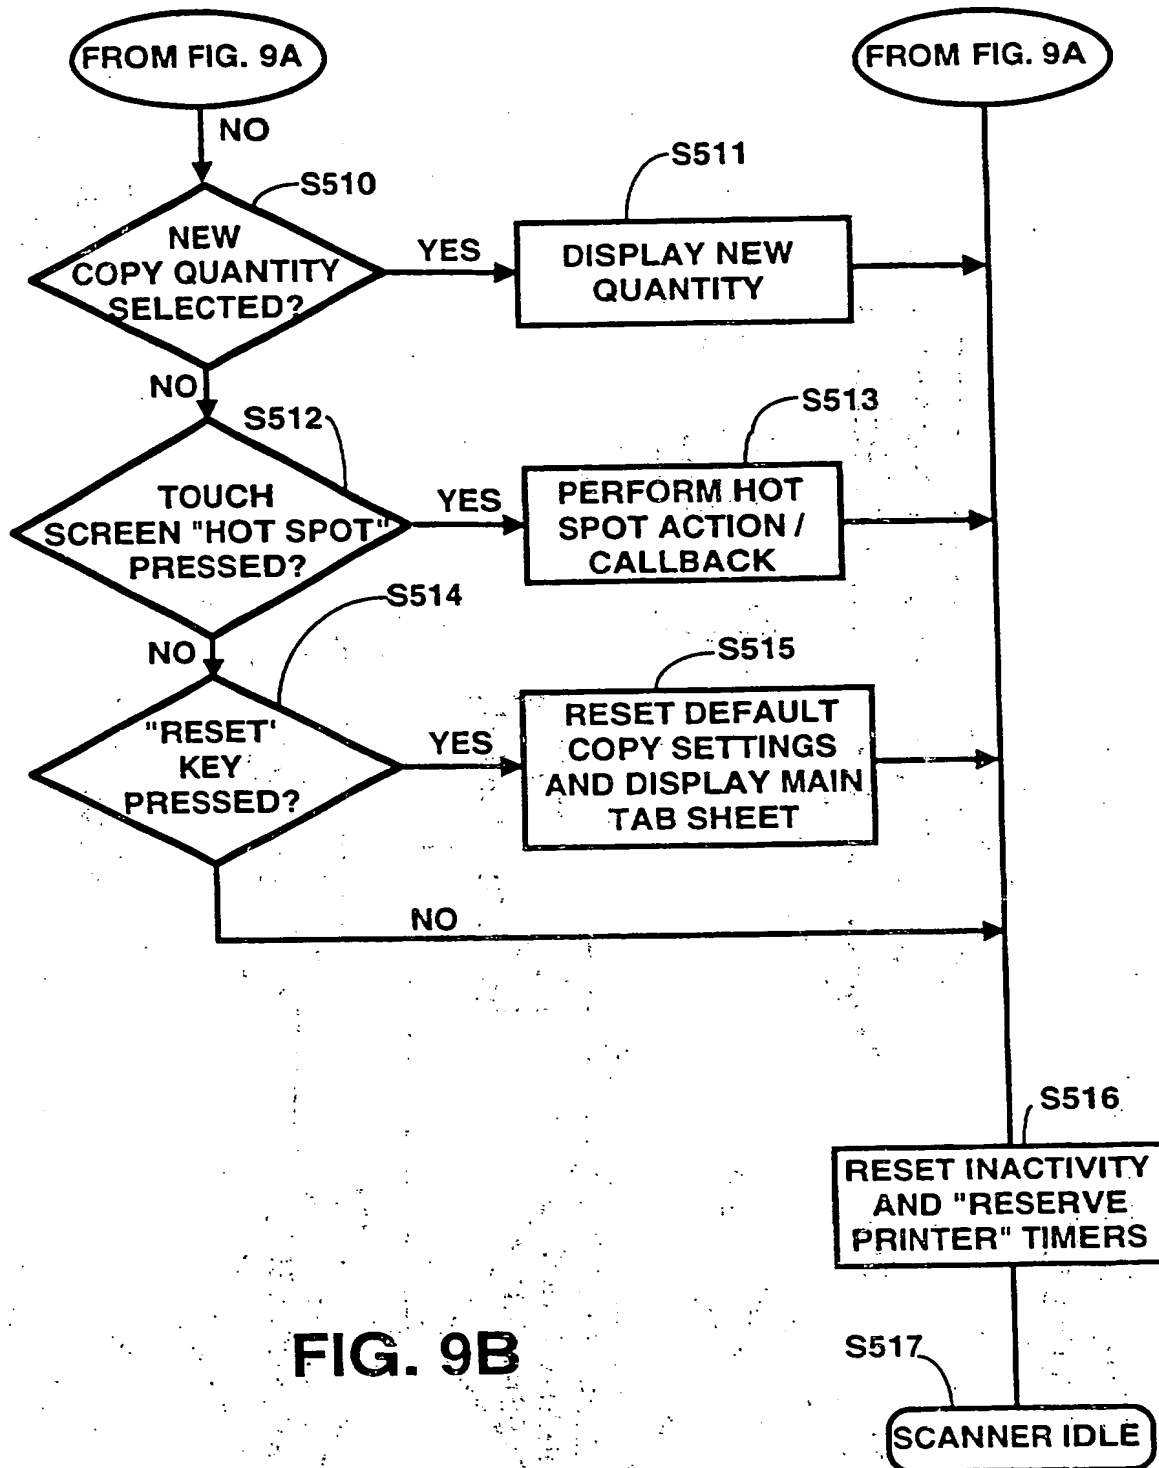 FROM FIG. 9A
FROM FIG. 9A
NO
S510
S511
NEW
COPY QUANTITY
SELECTED?
YES
DISPLAY NEW
QUANTITY
NO
S512
S513
TOUCH
SCREEN "HOT SPOT"
PRESSED?
YES
PERFORM HOT
SPOT ACTION /
CALLBACK
NO
S514
S515
"RESET'
KEY
PRESSED?
YES
RESET DEFAULT
COPY SETTINGS
AND DISPLAY MAIN
TAB SHEET
NO
S516
RESET INACTIVITY
AND "RESERVE
PRINTER" TIMERS
FIG. 9B
S517
SCANNER IDLE